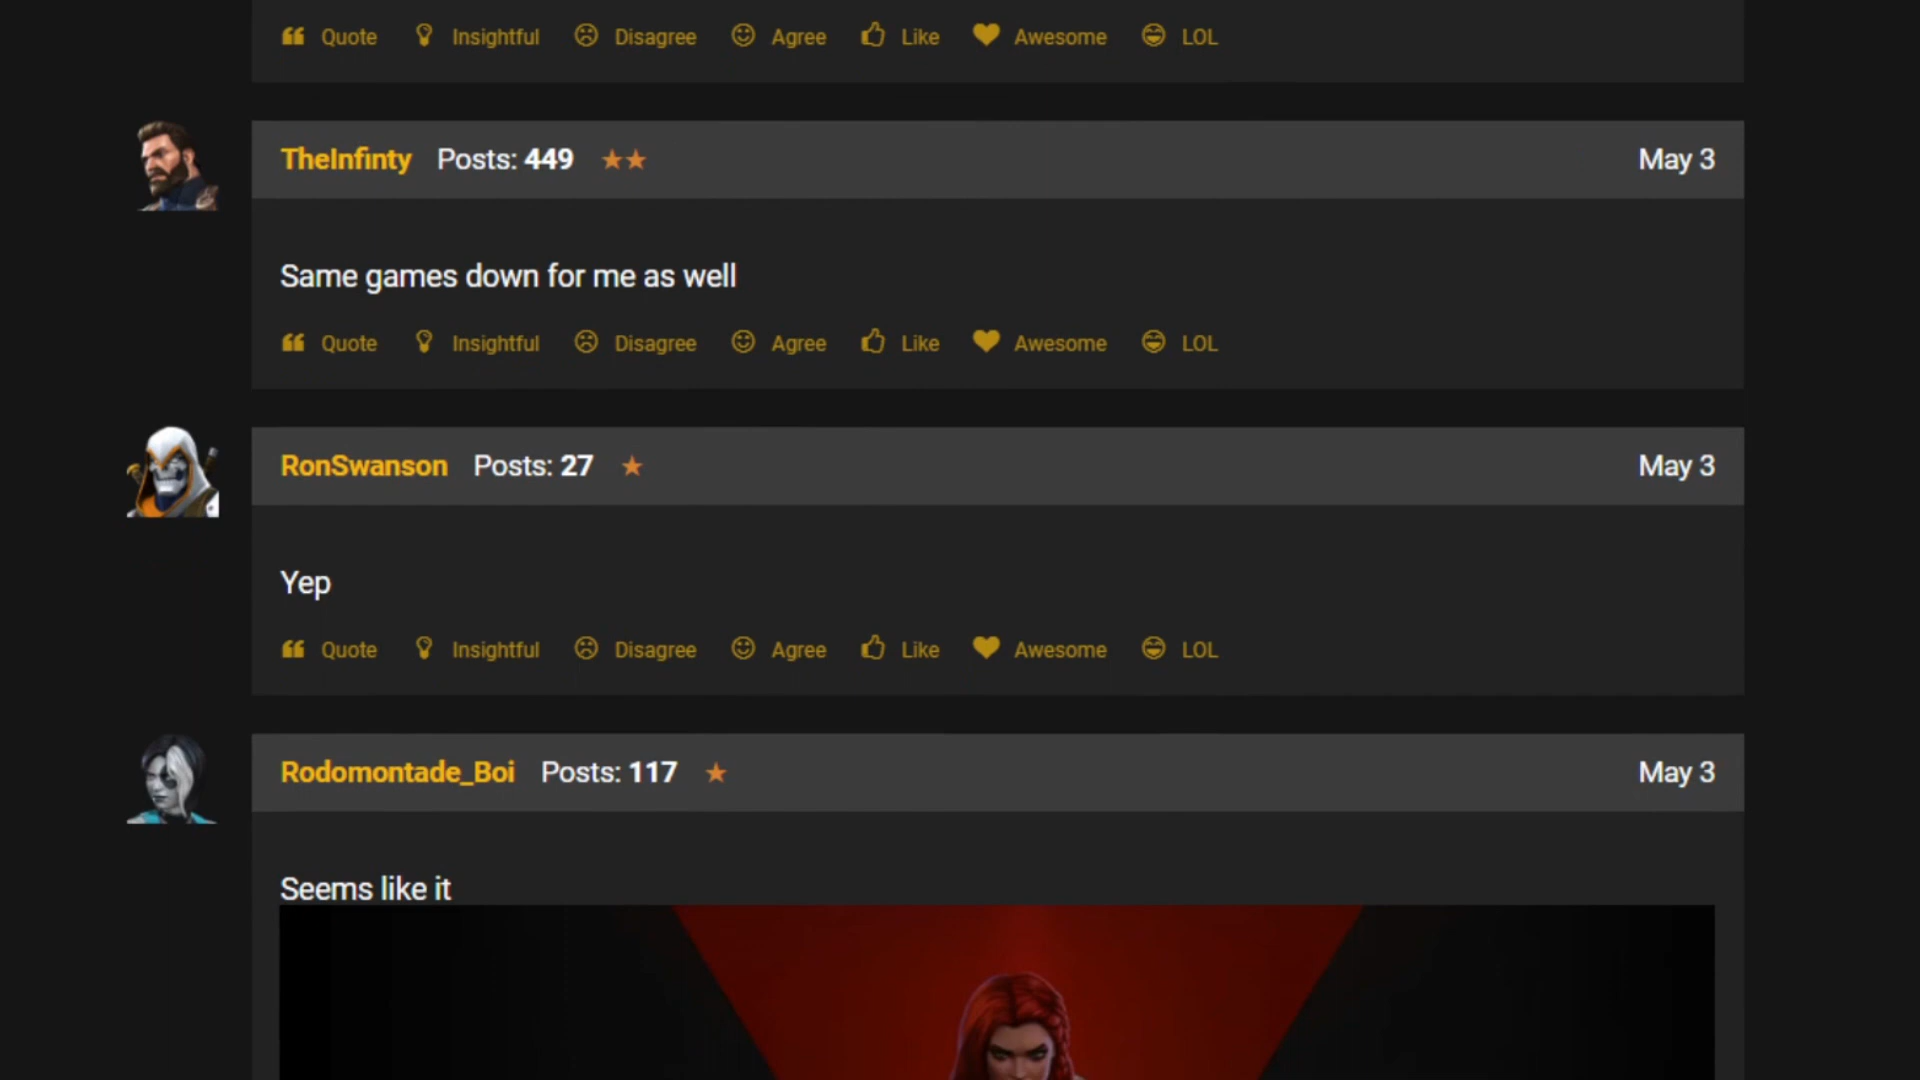 Quote Insightful Disagree Agree Like Awesome LOL
TheInfinty Posts: 449 May 3
Same games down for me as well
Quote Insightful Disagree Agree Like Awesome LOL
RonSwanson Posts: 27 May 3
Yep
Quote Insightful Disagree Agree Like Awesome LOL
Rodomontade_Boi Posts: 117 May 3
Seems like it